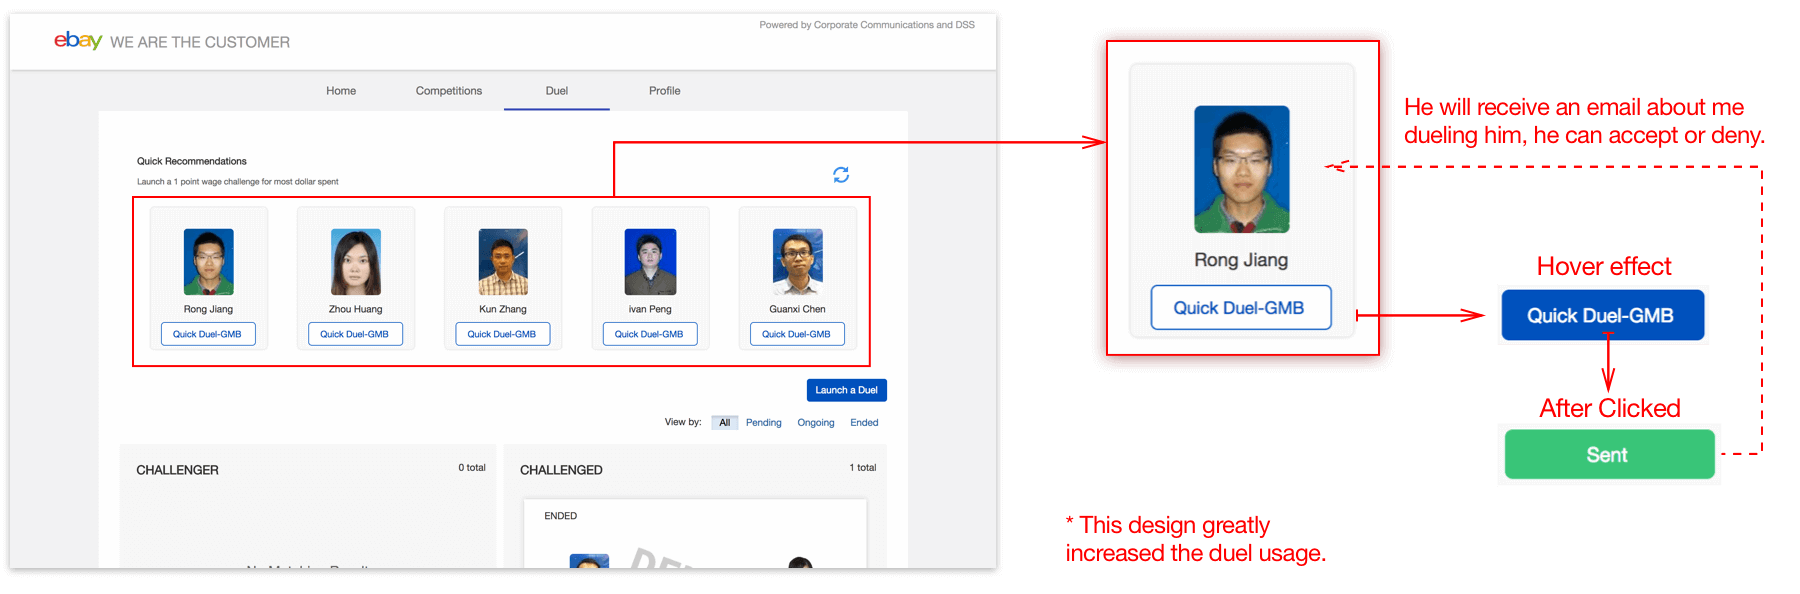 Powered by Corporate Communications and DSS
ebay WE ARE THE CUSTOMER
Home Competitions Duel Profile
Quick Recommendations
Launch a 1 point wage challenge for most dollar spent
Rong Jiang Zhou Huang Kun Zhang ivan Peng Guanxi Chen
Quick Duel-GMB Quick Duel-GMB Quick Duel-GMB Quick Duel-GMB Quick Duel-GMB
Launch a Duel
View by: All Pending Ongoing Ended
CHALLENGER 0 total
CHALLENGED 1 total
ENDED
Rong Jiang
Quick Duel-GMB
He will receive an email about me
dueling him, he can accept or deny.
Hover effect
Quick Duel-GMB
After Clicked
Sent
* This design greatly
increased the duel usage.